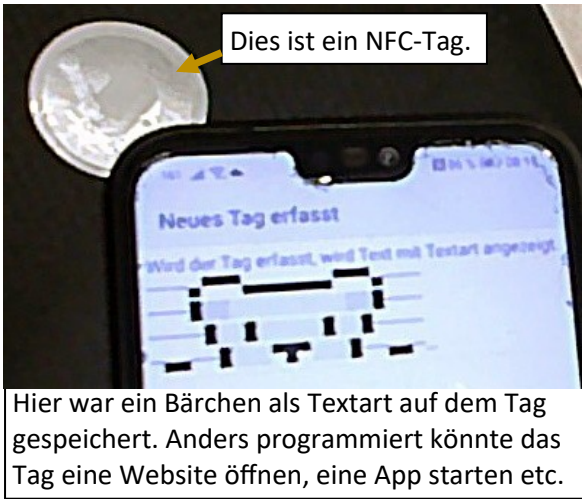 Dies ist ein NFC-Tag.
Neues Tag erfasst
Wird der Tag erfasst, wird Text mit Textart angezeigt
Hier war ein Bärchen als Textart auf dem Tag
gespeichert. Anders programmiert könnte das
Tag eine Website öffnen, eine App starten etc.